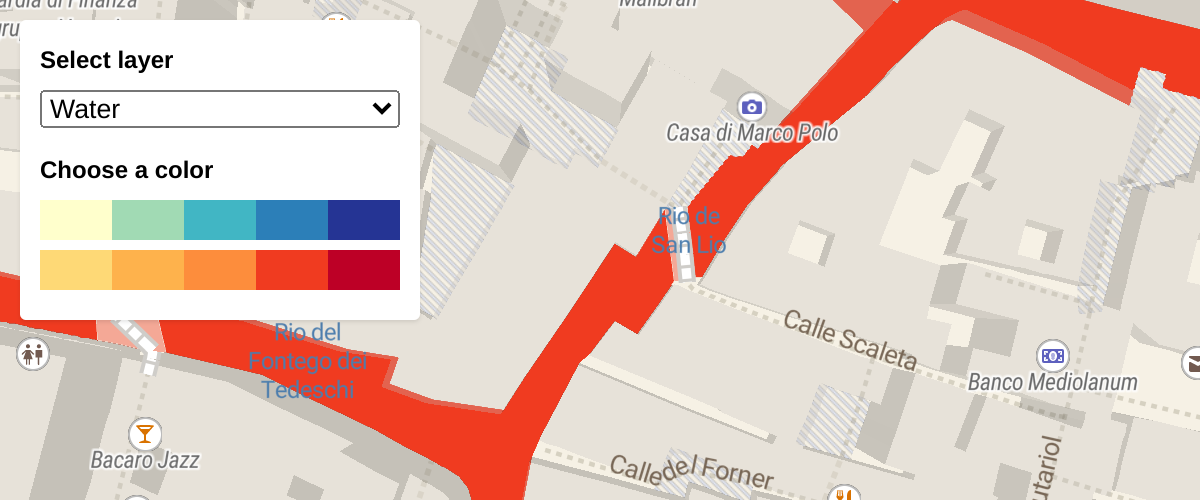 Select layer
Water
Choose a color
Casa di Marco Polo
Rio de
San Lio
Calle Scaleta
Banco Mediolanum
Rio del
Fontego dei
Tedeschi
Bacaro Jazz
Calle del Forner